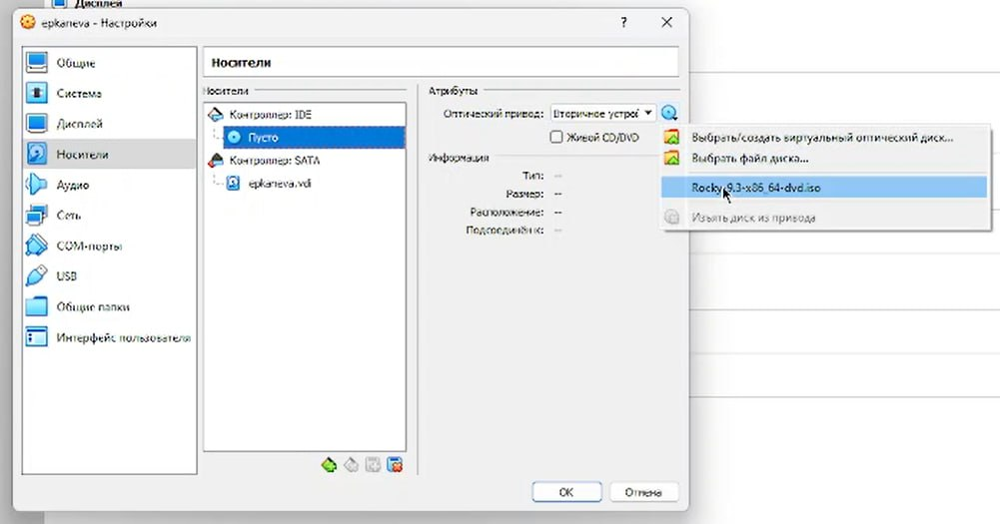 Дисплей
epkaneva - Настройки
?
Общие
Система
Дисплей
Носители
Аудио
Сеть
COM-порты
USB
Общие папки
Интерфейс пользователя
Носители
Носители
Контроллер: IDE
Пусто
Контроллер: SATA
epkaneva.vdi
Атрибуты
Оптический привод: Вторичное устрой
Живой CD/DVD
Информация
Тип: --
Размер: --
Расположение: --
Подсоединён к: --
Выбрать/создать виртуальный оптический диск...
Выбрать файл диска...
Rocky-9.3-x86_64-dvd.iso
Изъять диск из привода
OK
Отмена